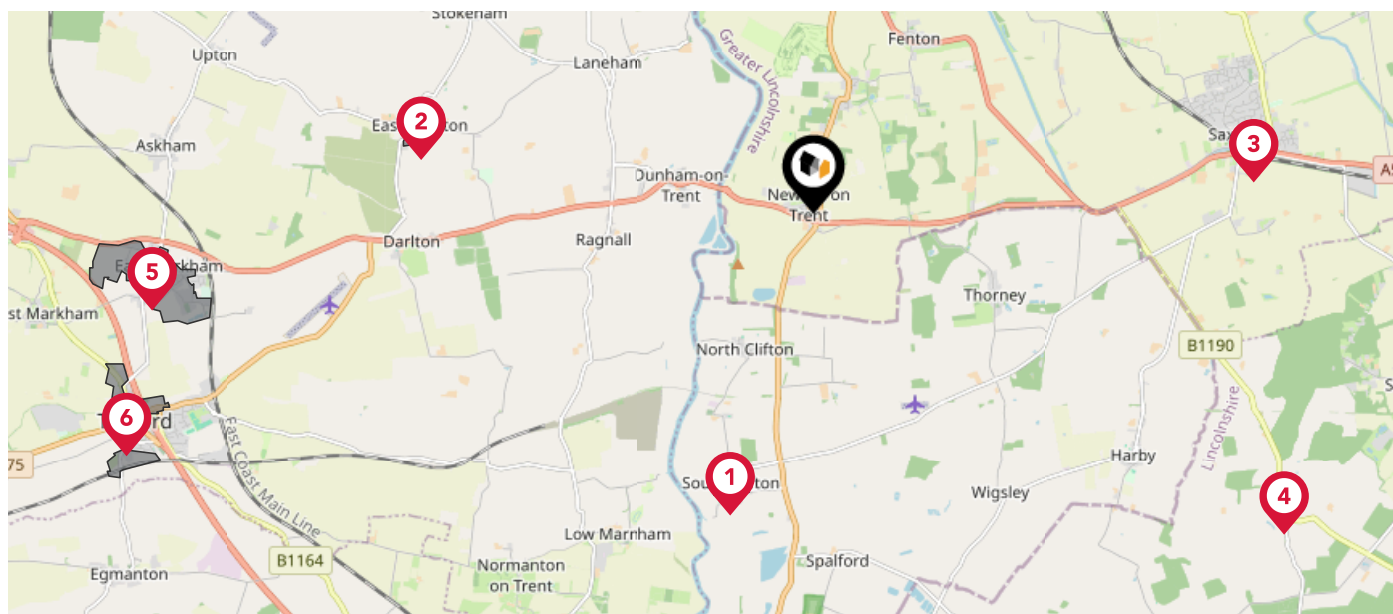 Stokeham
Upton
Laneham
Fenton
Greater Lincolnshire
2
Askham
3
Dunham-on-
Trent
Trent
Darlton
Ragnall
5
Thorney
North Clifton
B1190
6
East Coast Main Line
75
1
Harby
Lincolnshire
Wigsley
4
Low Marnham
B1164
Spalford
Egmanton
Normanton
on Trent